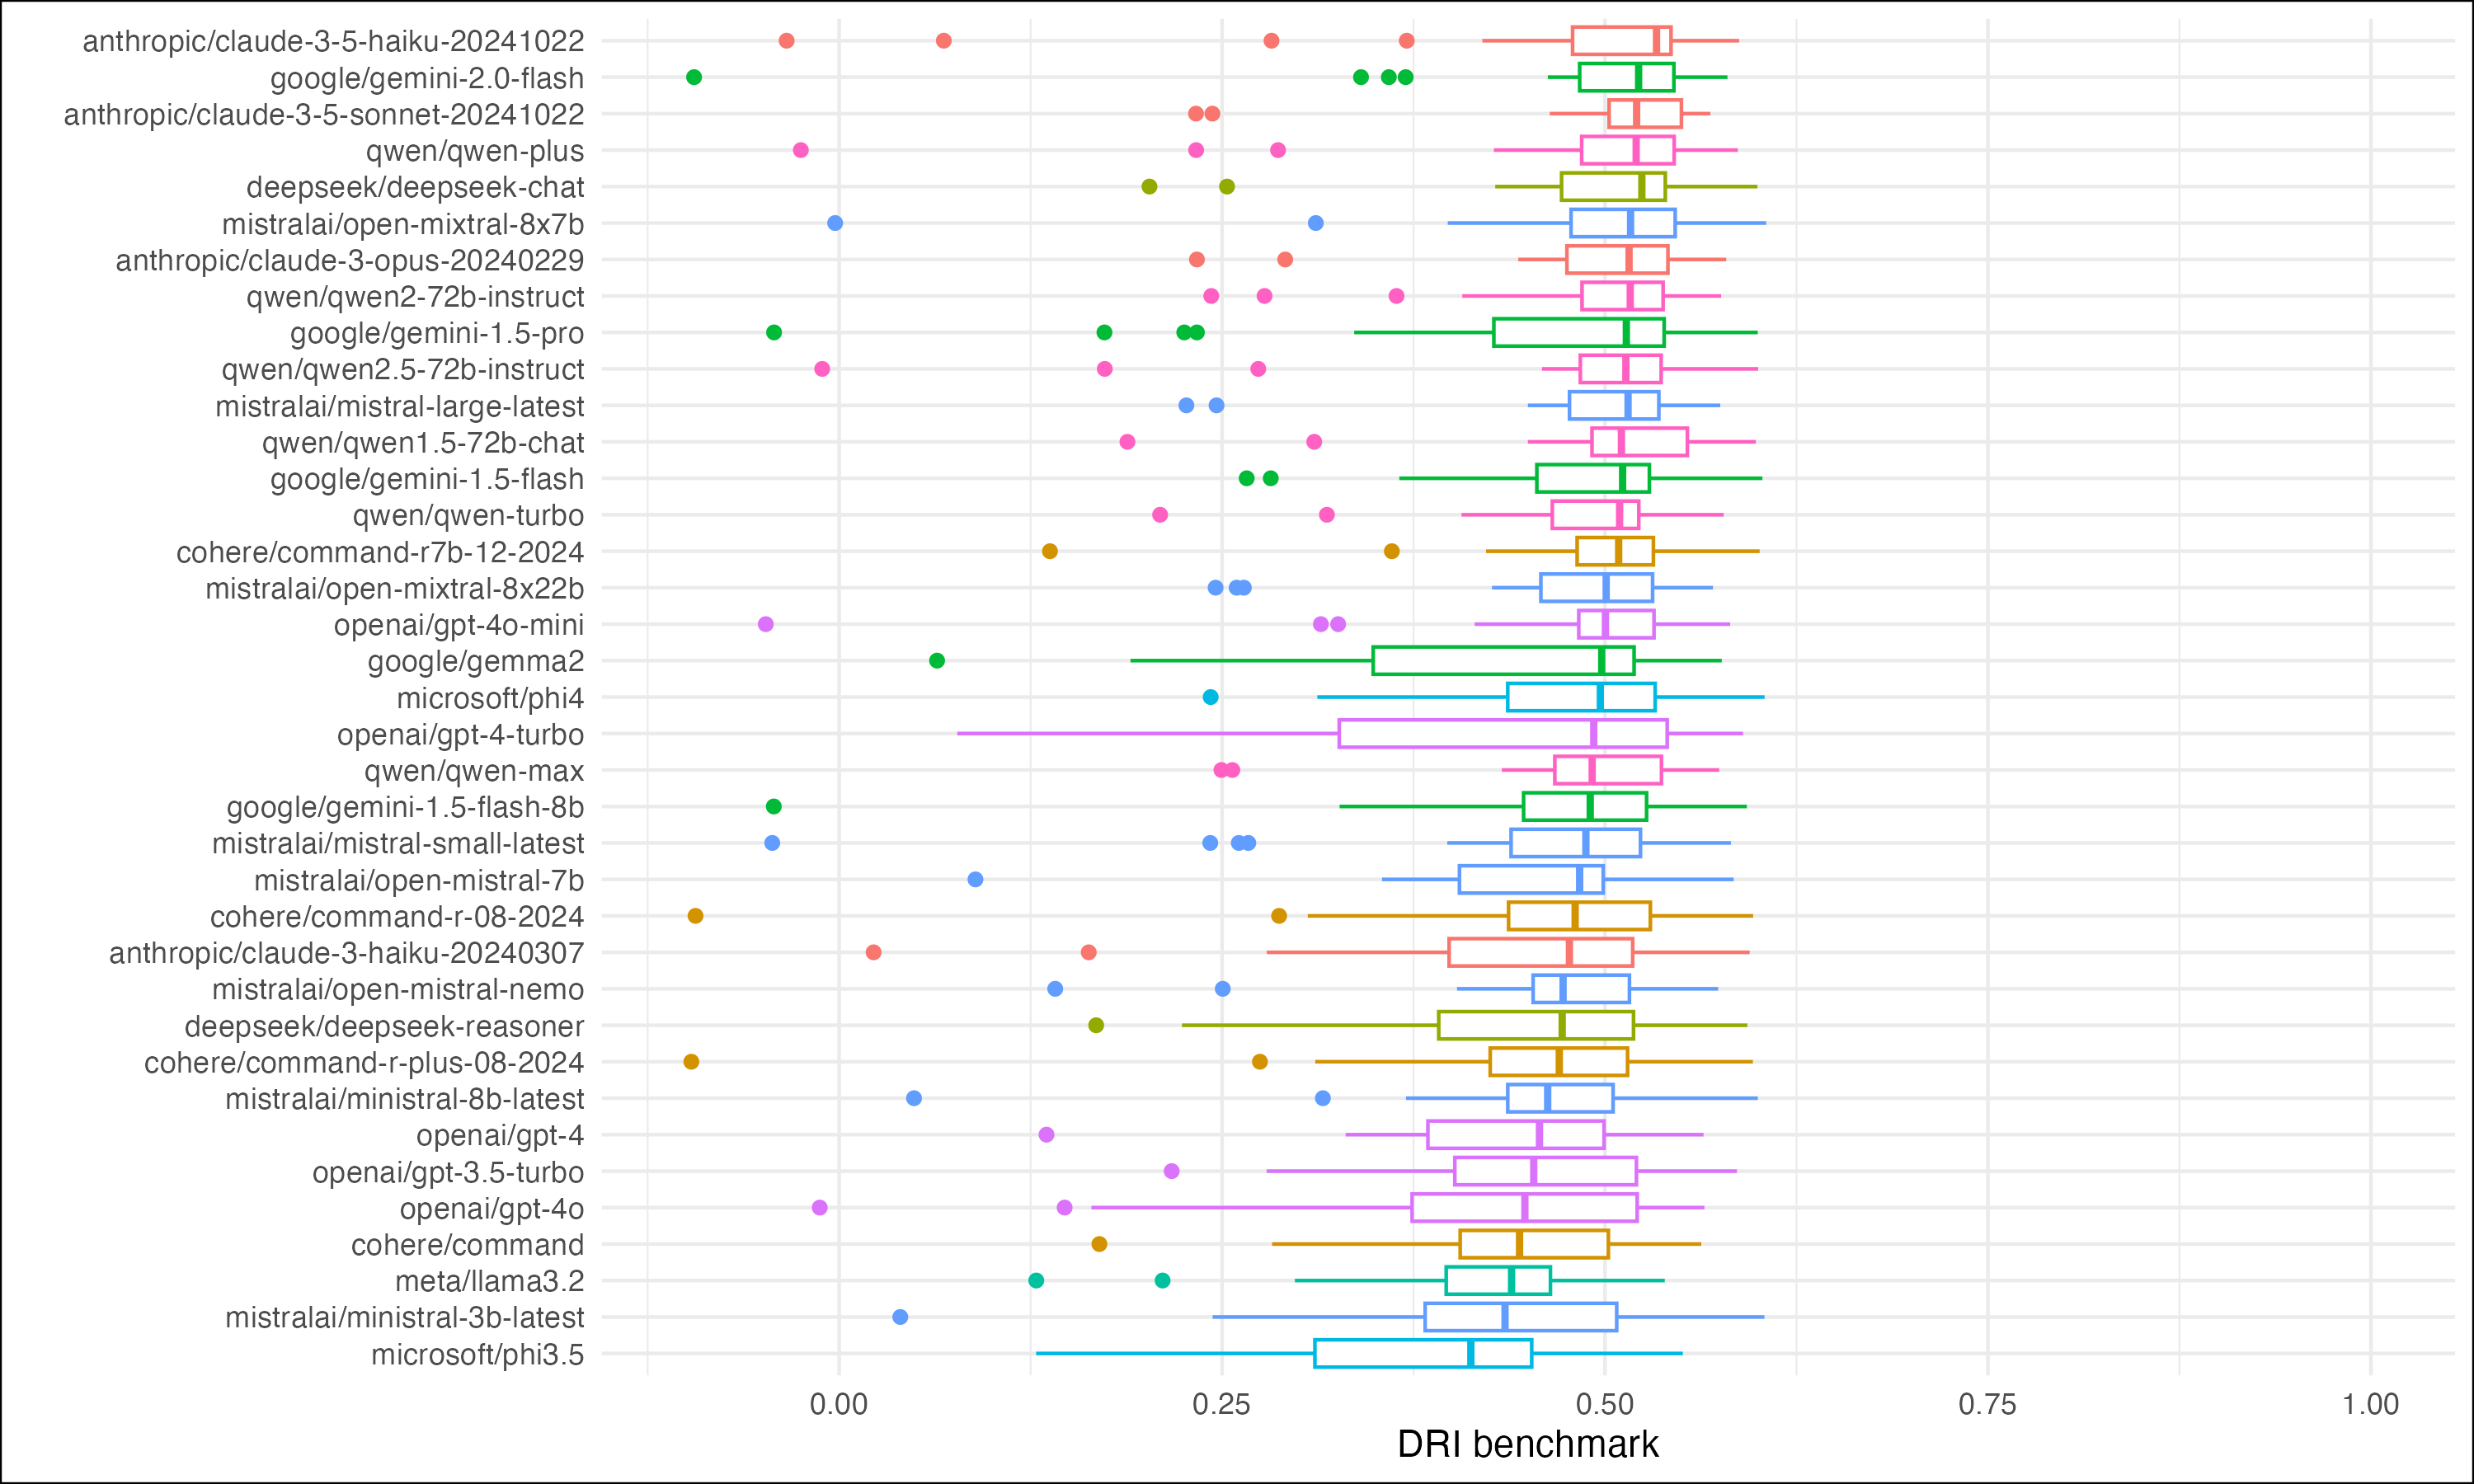 anthropic/claude-3-5-haiku-20241022
google/gemini-2.0-flash
anthropic/claude-3-5-sonnet-20241022
qwen/qwen-plus
deepseek/deepseek-chat
mistralai/open-mixtral-8x7b
anthropic/claude-3-opus-20240229
qwen/qwen2-72b-instruct
google/gemini-1.5-pro
qwen/qwen2.5-72b-instruct
mistralai/mistral-large-latest
qwen/qwen1.5-72b-chat
google/gemini-1.5-flash
qwen/qwen-turbo
cohere/command-r7b-12-2024
mistralai/open-mixtral-8x22b
openai/gpt-4o-mini
google/gemma2
microsoft/phi4
openai/gpt-4-turbo
qwen/qwen-max
google/gemini-1.5-flash-8b
mistralai/mistral-small-latest
mistralai/open-mistral-7b
cohere/command-r-08-2024
anthropic/claude-3-haiku-20240307
mistralai/open-mistral-nemo
deepseek/deepseek-reasoner
cohere/command-r-plus-08-2024
mistralai/ministral-8b-latest
openai/gpt-4
openai/gpt-3.5-turbo
openai/gpt-4o
cohere/command
meta/llama3.2
mistralai/ministral-3b-latest
microsoft/phi3.5
0.00 0.25 0.50 0.75 1.00
DRI benchmark